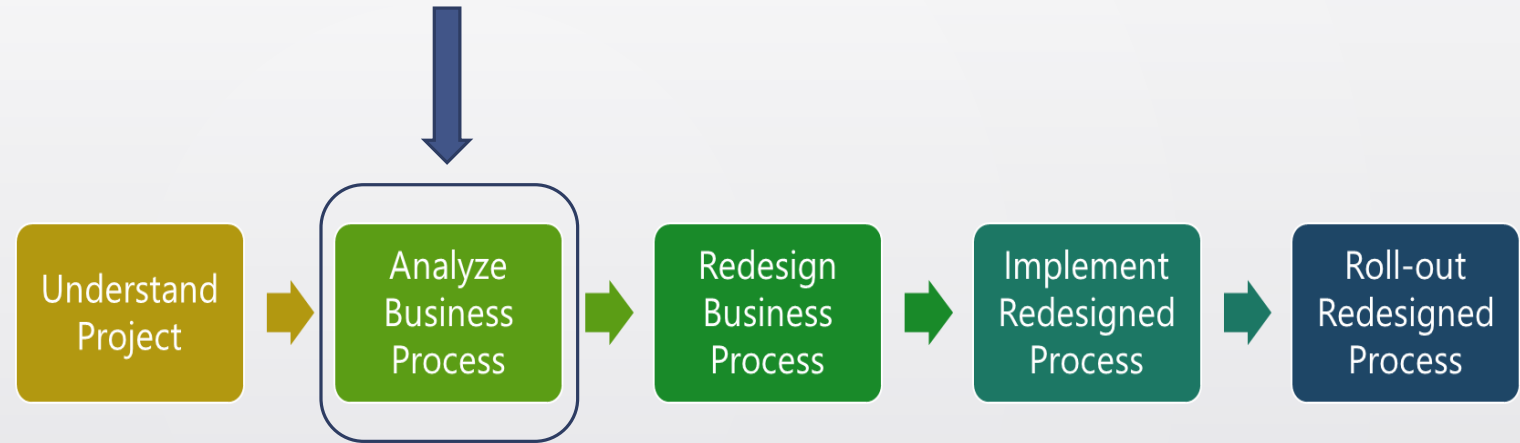 Understand
Project
Analyze
Business
Process
Redesign
Business
Process
Implement
Redesigned
Process
Roll-out
Redesigned
Process